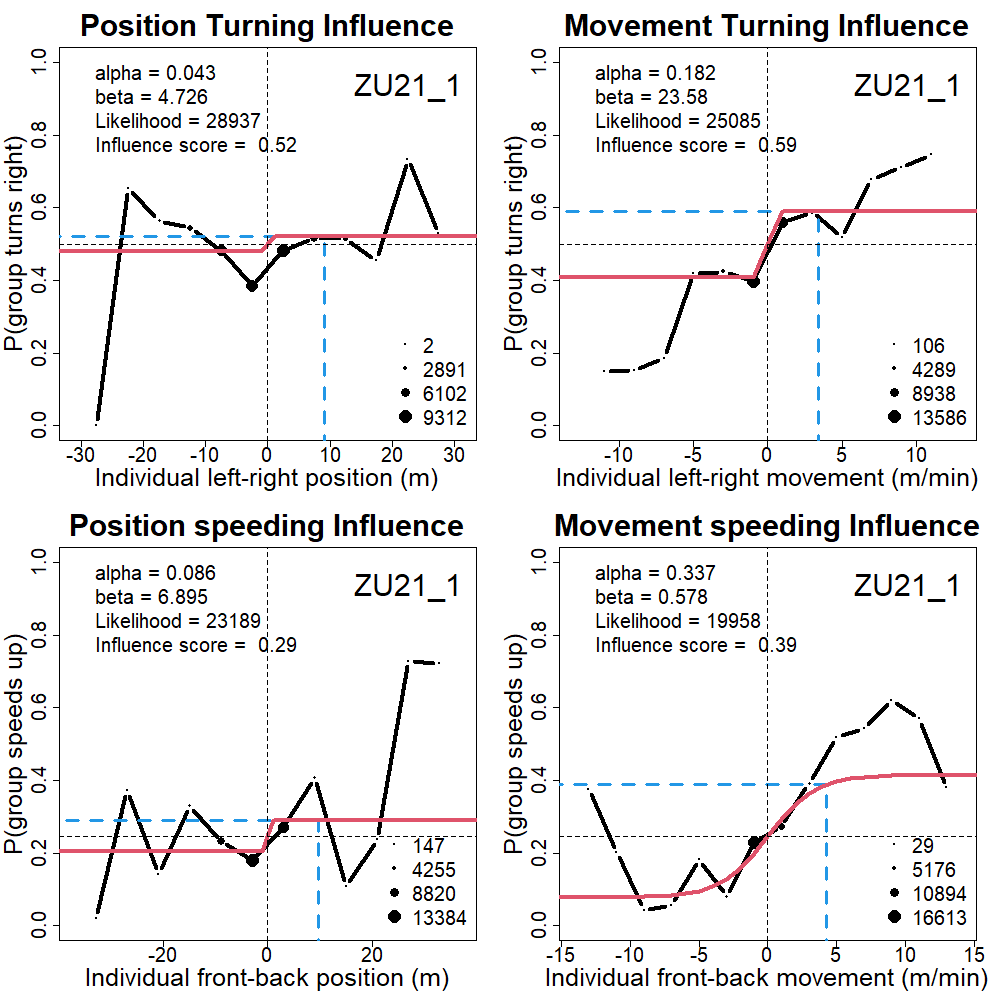 Position Turning Influence
alpha = 0.043
beta = 4.726
Likelihood = 28937
Influence score =  0.52
ZU21_1
P(group turns right)
0.0
0.2
0.4
0.6
0.8
1.0
2
2891
6102
9312
-30
-20
-10
0
10
20
30
Individual left-right position (m)
Movement Turning Influence
alpha = 0.182
beta = 23.58
Likelihood = 25085
Influence score =  0.59
ZU21_1
P(group turns right)
0.0
0.2
0.4
0.6
0.8
1.0
106
4289
8938
13586
-10
-5
0
5
10
Individual left-right movement (m/min)
Position speeding Influence
alpha = 0.086
beta = 6.895
Likelihood = 23189
Influence score =  0.29
ZU21_1
P(group speeds up)
0.0
0.2
0.4
0.6
0.8
1.0
147
4255
8820
13384
-20
0
20
Individual front-back position (m)
Movement speeding Influence
alpha = 0.337
beta = 0.578
Likelihood = 19958
Influence score =  0.39
ZU21_1
P(group speeds up)
0.0
0.2
0.4
0.6
0.8
1.0
29
5176
10894
16613
-15
-10
-5
0
5
10
15
Individual front-back movement (m/min)